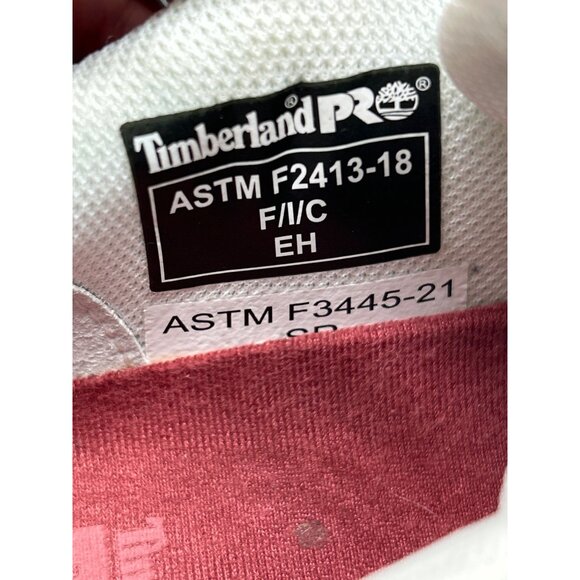 Timberland® PRO®
ASTM F2413-18
F/I/C
EH
ASTM F3445-21